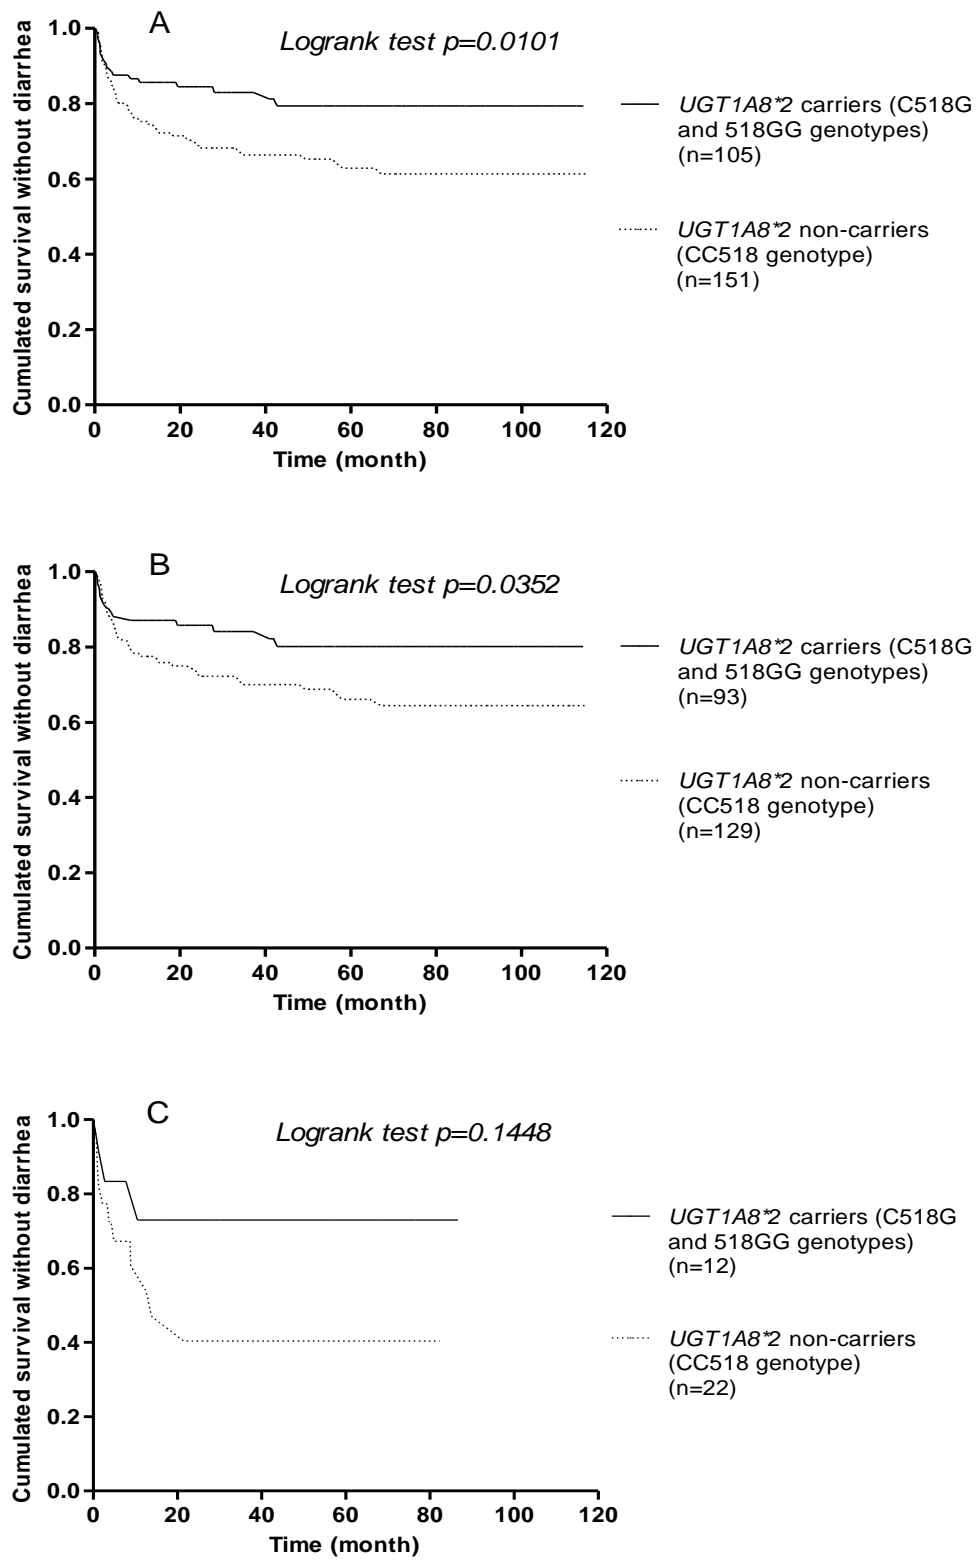 A
Logrank test p=0.0101
Cumulated survival without diarrhea
1.0
0.8
0.6
0.4
0.2
0.0
0 20 40 60 80 100 120
Time (month)
UGT1A8*2 carriers (C518G
and 518GG genotypes)
(n=105)
UGT1A8*2 non-carriers
(CC518 genotype)
(n=151)
B
Logrank test p=0.0352
Cumulated survival without diarrhea
1.0
0.8
0.6
0.4
0.2
0.0
0 20 40 60 80 100 120
Time (month)
UGT1A8*2 carriers (C518G
and 518GG genotypes)
(n=93)
UGT1A8*2 non-carriers
(CC518 genotype)
(n=129)
C
Logrank test p=0.1448
Cumulated survival without diarrhea
1.0
0.8
0.6
0.4
0.2
0.0
0 20 40 60 80 100 120
Time (month)
UGT1A8*2 carriers (C518G
and 518GG genotypes)
(n=12)
UGT1A8*2 non-carriers
(CC518 genotype)
(n=22)